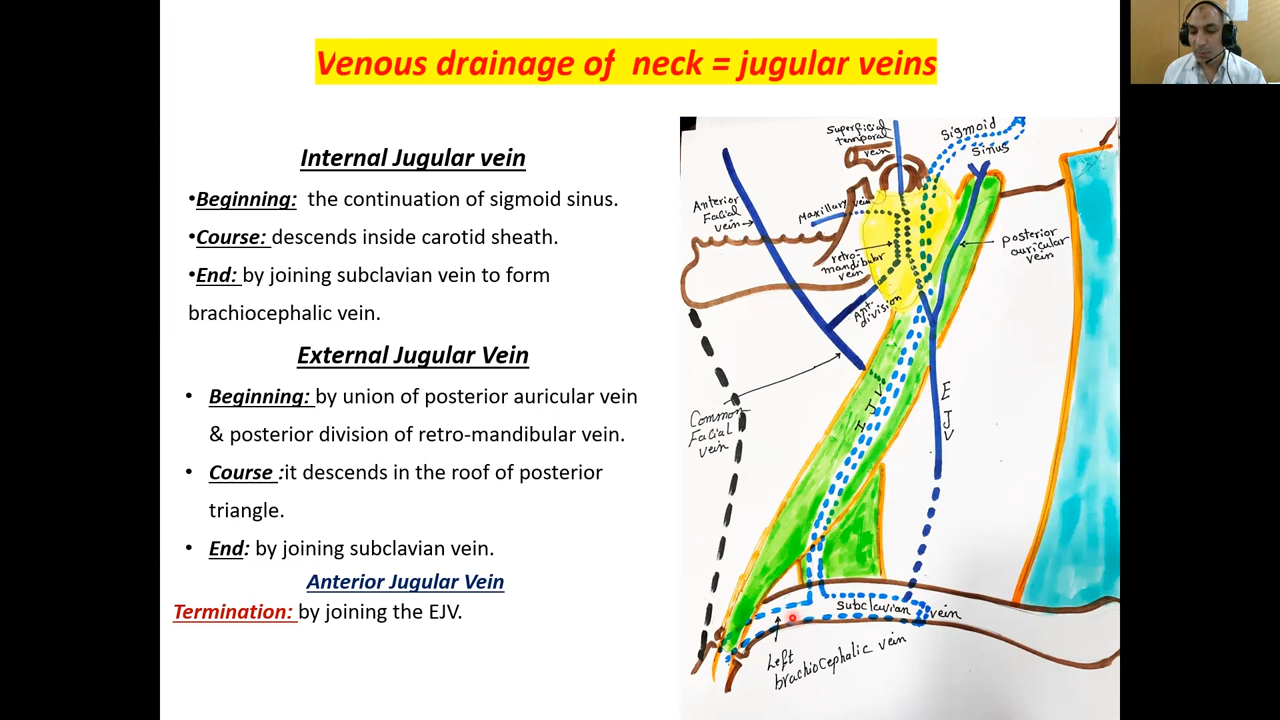 Venous drainage of neck = jugular veins
Internal Jugular vein
•Beginning: the continuation of sigmoid sinus.
•Course: descends inside carotid sheath.
•End: by joining subclavian vein to form
brachiocephalic vein.
External Jugular Vein
• Beginning: by union of posterior auricular vein
& posterior division of retro-mandibular vein.
• Course :it descends in the roof of posterior
triangle.
• End: by joining subclavian vein.
Anterior Jugular Vein
Termination: by joining the EJV.
Superficial
temporal
vein
Sigmoid
Sinus
Anterior
Facial
vein
Maxillary vein
retro-
mandibular
vein
posterior
auricular
vein
Ant.
division
Common
Facial
vein
IJV
EJV
Subclavian vein
Left
brachiocephalic vein